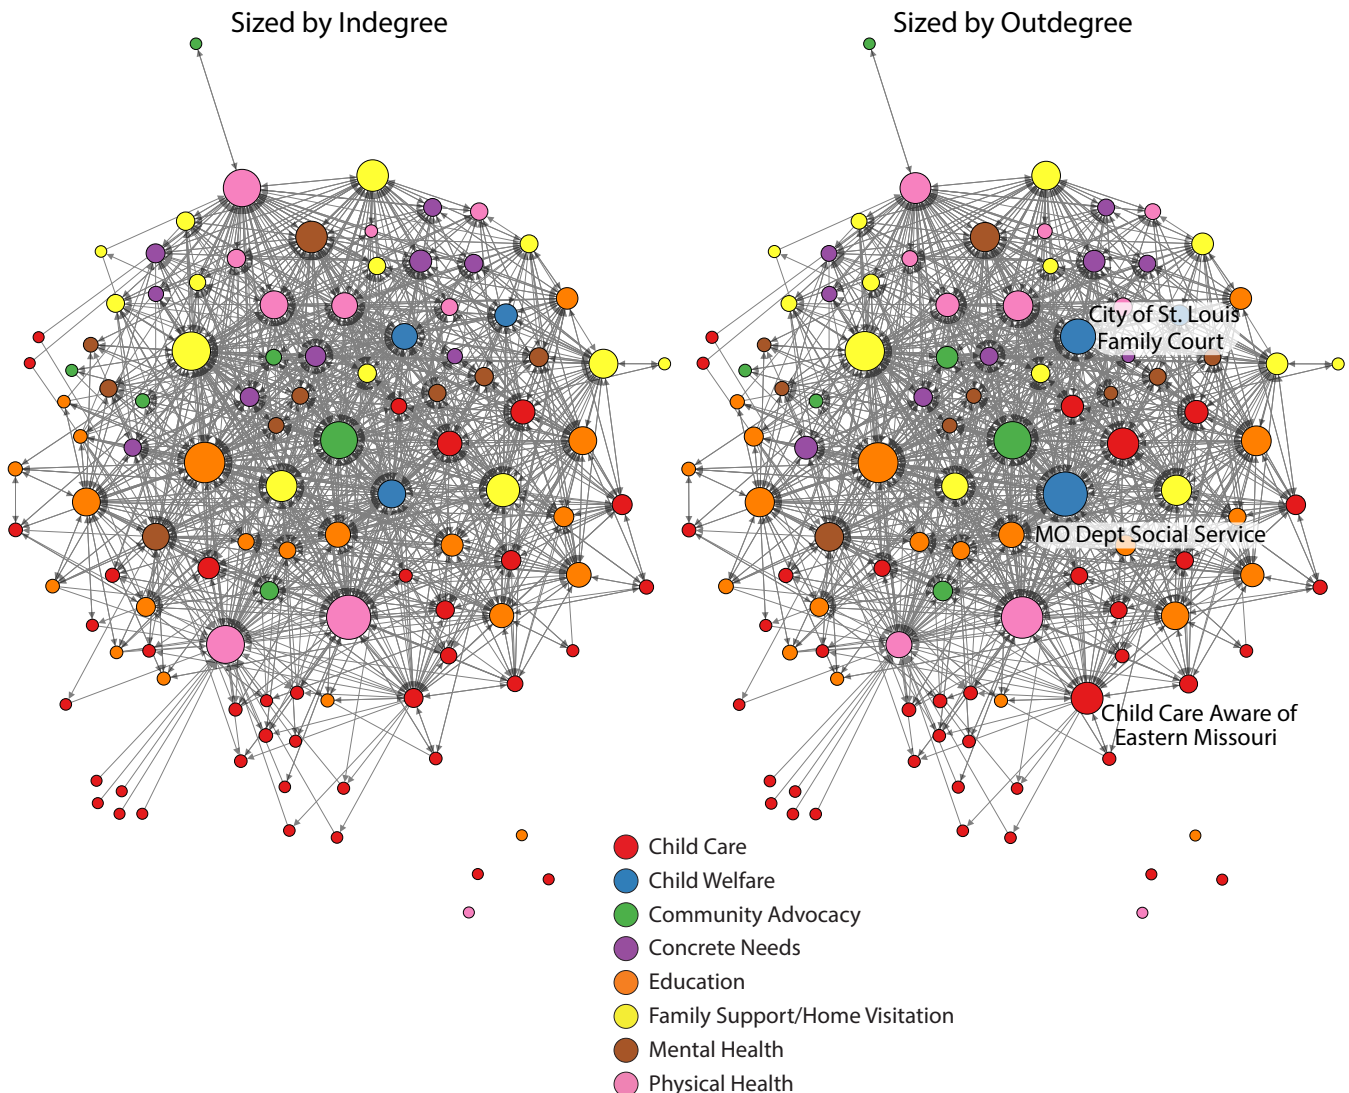 Sized by Indegree
Sized by Outdegree
City of St. Louis
Family Court
MO Dept Social Service
Child Care Aware of
Eastern Missouri
Child Care
Child Welfare
Community Advocacy
Concrete Needs
Education
Family Support/Home Visitation
Mental Health
Physical Health